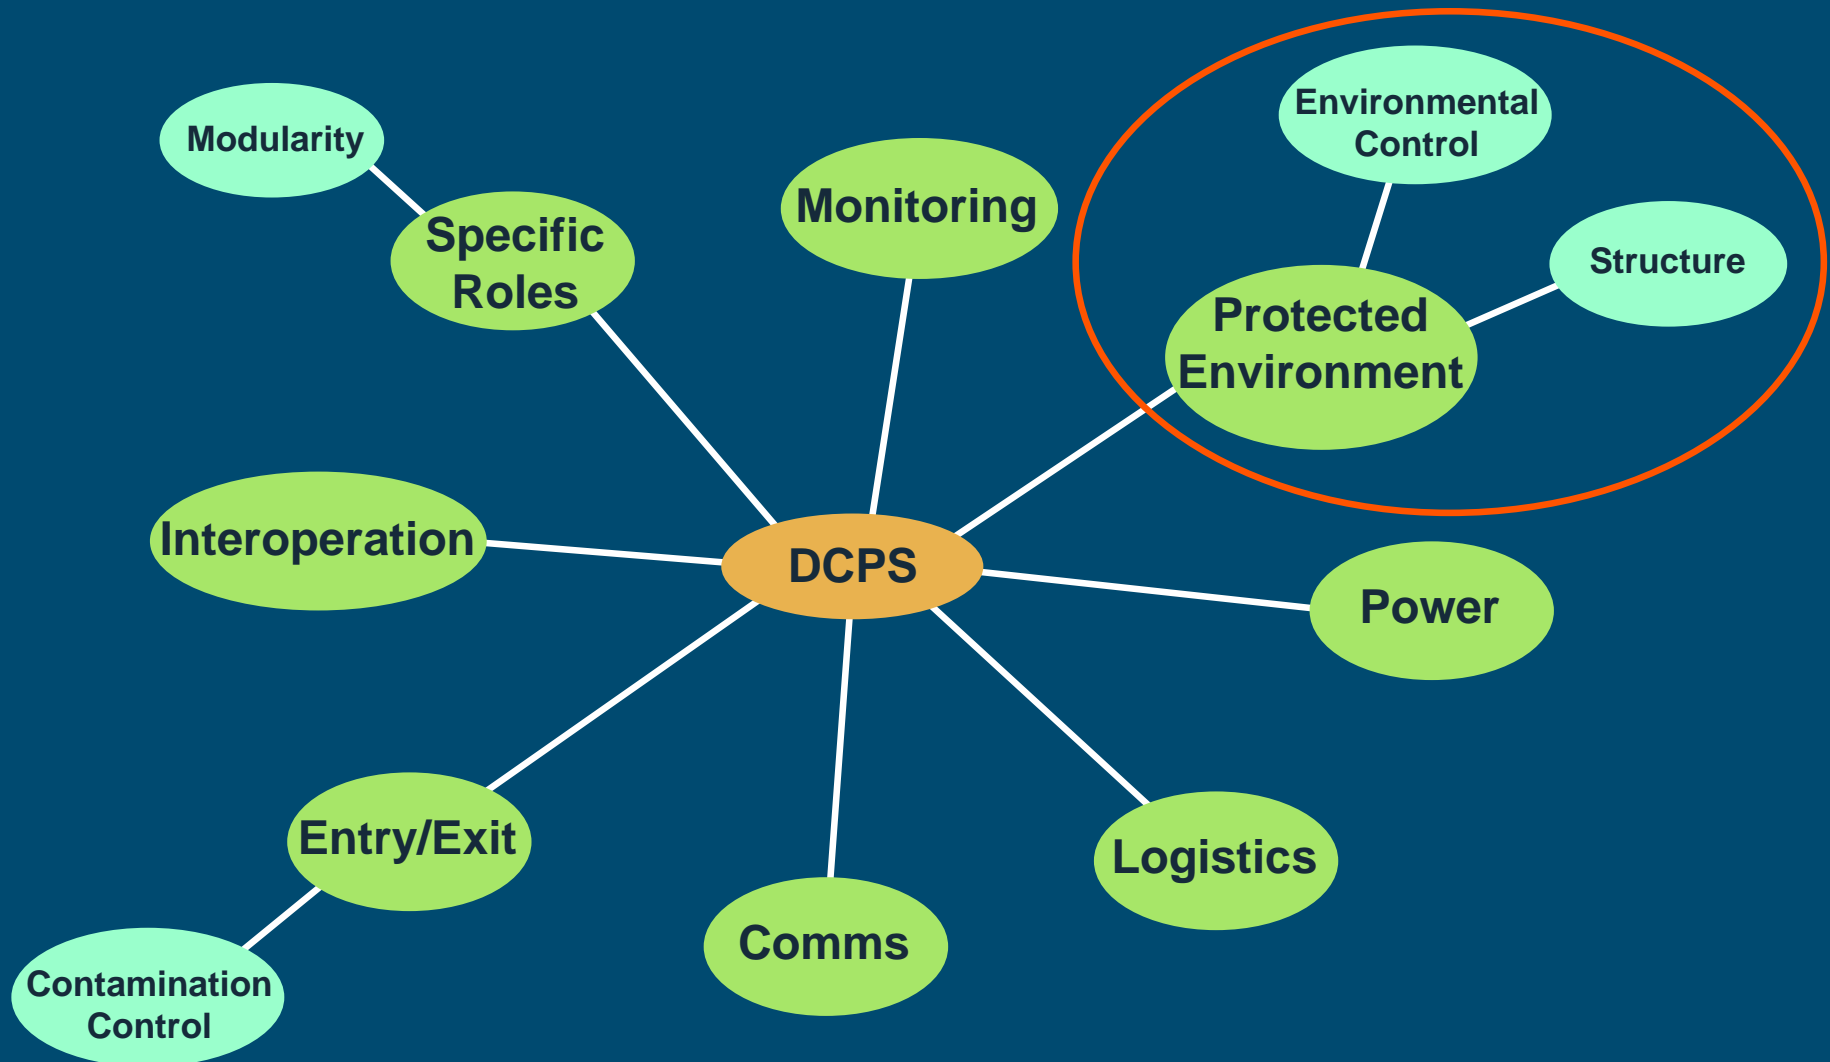 Environmental
Control
Modularity
Monitoring
Specific
Roles
Structure
Protected
Environment
Interoperation
DCPS
Power
Entry/Exit
Logistics
Comms
Contamination
Control